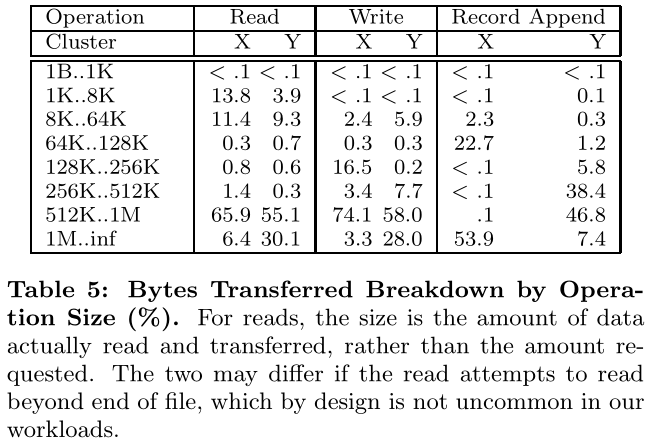 Operation Read Write Record Append
Cluster X Y X Y X Y
1B..1K < .1 < .1 < .1 < .1 < .1 < .1
1K..8K 13.8 3.9 < .1 < .1 < .1 0.1
8K..64K 11.4 9.3 2.4 5.9 2.3 0.3
64K..128K 0.3 0.7 0.3 0.3 22.7 1.2
128K..256K 0.8 0.6 16.5 0.2 < .1 5.8
256K..512K 1.4 0.3 3.4 7.7 < .1 38.4
512K..1M 65.9 55.1 74.1 58.0 .1 46.8
1M..inf 6.4 30.1 3.3 28.0 53.9 7.4
Table 5: Bytes Transferred Breakdown by Opera-
tion Size (%). For reads, the size is the amount of data
actually read and transferred, rather than the amount re-
quested. The two may differ if the read attempts to read
beyond end of file, which by design is not uncommon in our
workloads.